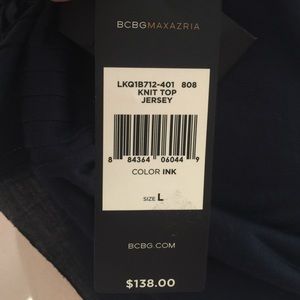 BCBGMAXAZRIA
LKQ1B712-401 808
KNIT TOP
JERSEY
8 84364 06044 9
COLOR INK
SIZE L
BCBG.COM
$138.00